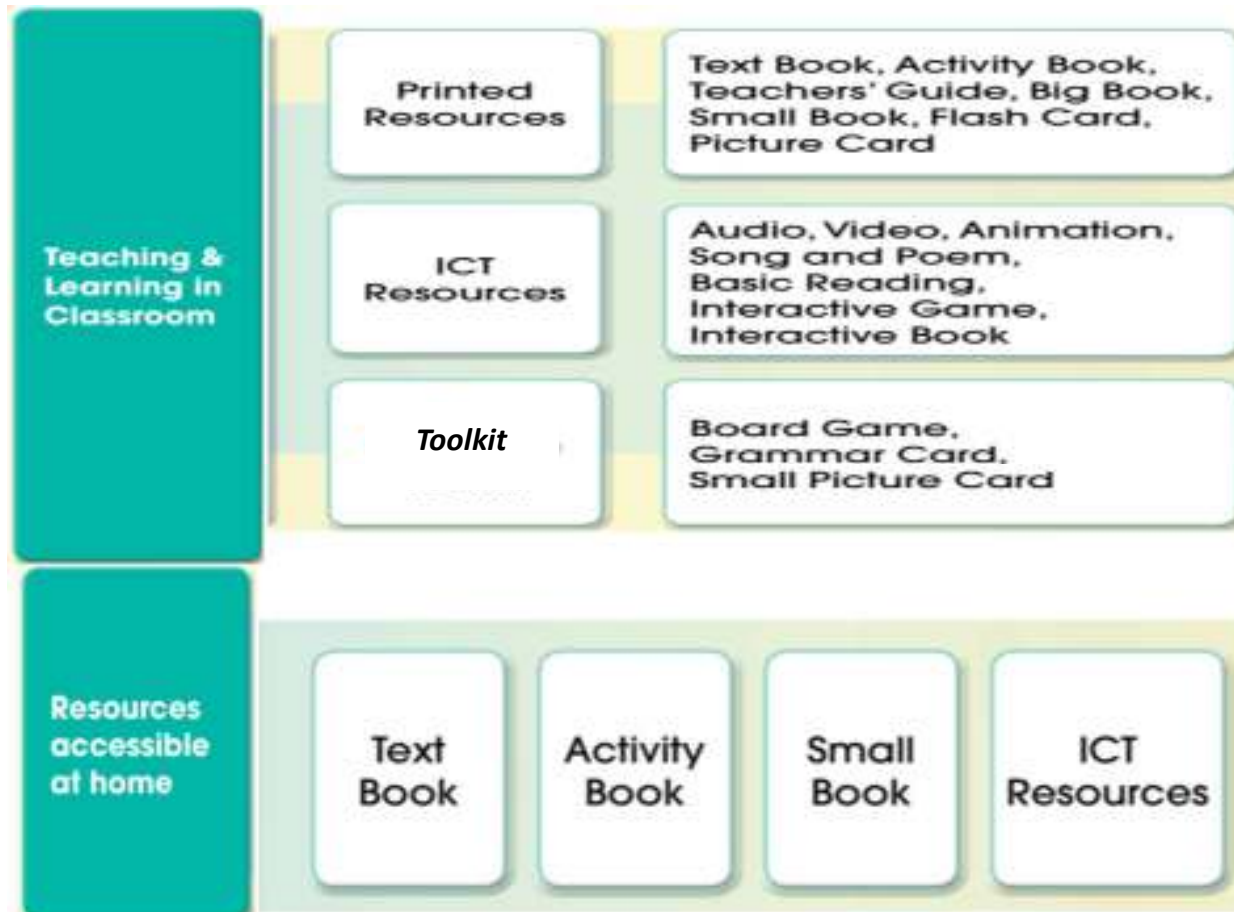 Teaching &
Learning in
Classroom
Printed
Resources
Text Book, Activity Book,
Teachers' Guide, Big Book,
Small Book, Flash Card,
Picture Card
ICT
Resources
Audio, Video, Animation,
Song and Poem,
Basic Reading,
Interactive Game,
Interactive Book
Toolkit
Board Game,
Grammar Card,
Small Picture Card
Resources
accessible
at home
Text
Book
Activity
Book
Small
Book
ICT
Resources